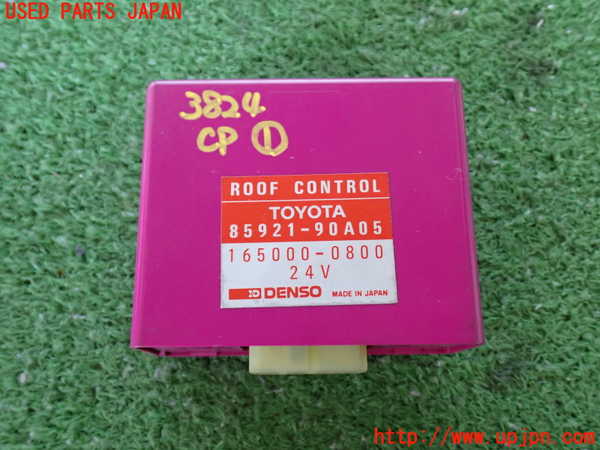 USED PARTS JAPAN
3824
CP ①
ROOF CONTROL
TOYOTA
85921-90A05
165000-0800
24V
DENSO MADE IN JAPAN
http://www.upjpn.com/